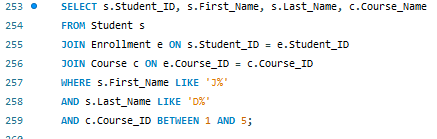 253 SELECT s.Student_ID, s.First_Name, s.Last_Name, c.Course_Name
254 FROM Student s
255 JOIN Enrollment e ON s.Student_ID = e.Student_ID
256 JOIN Course c ON e.Course_ID = c.Course_ID
257 WHERE s.First_Name LIKE 'J%'
258 AND s.Last_Name LIKE 'D%'
259 AND c.Course_ID BETWEEN 1 AND 5;